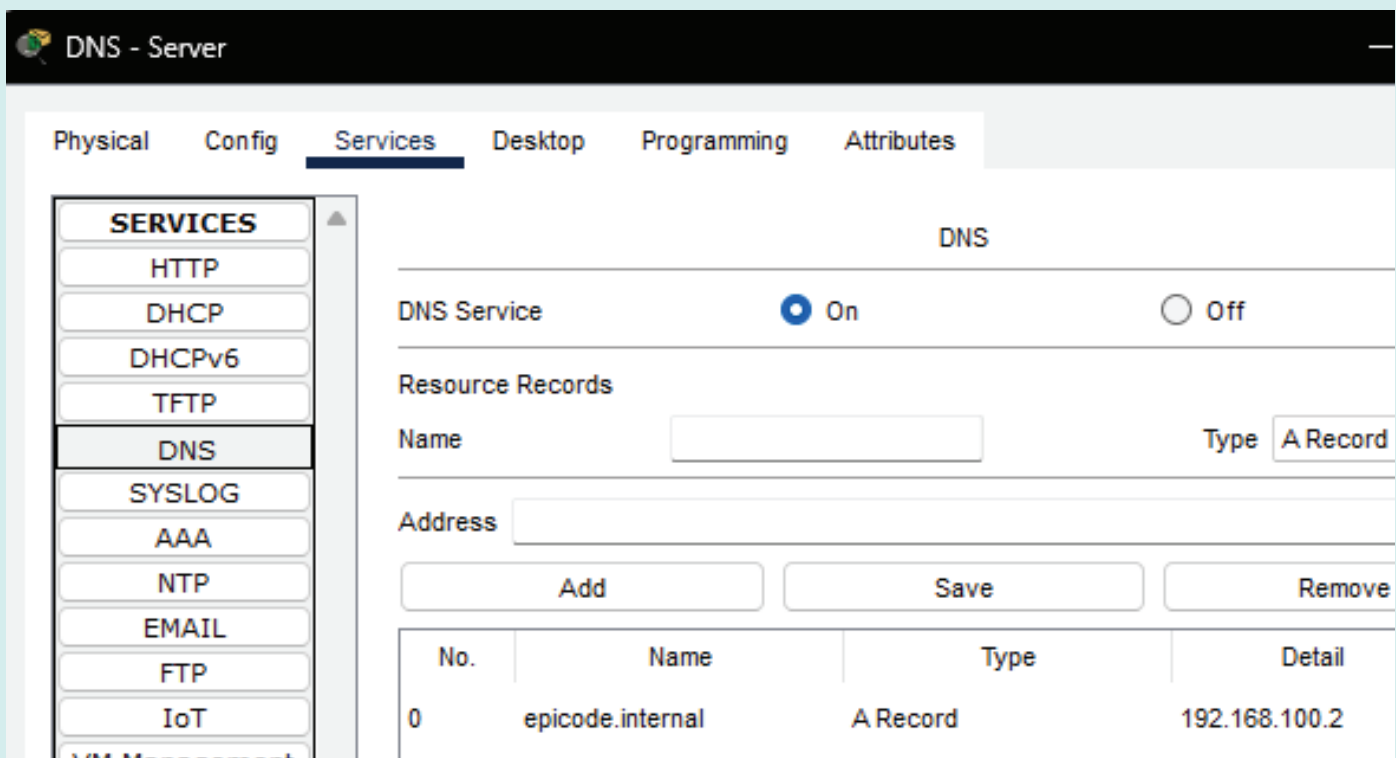 DNS - Server
Physical Config Services Desktop Programming Attributes
SERVICES
HTTP
DHCP
DHCPv6
TFTP
DNS
SYSLOG
AAA
NTP
EMAIL
FTP
IoT
VM Management
DNS
DNS Service On Off
Resource Records
Name Type A Record
Address
Add Save Remove
No. Name Type Detail
0 epicode.internal A Record 192.168.100.2